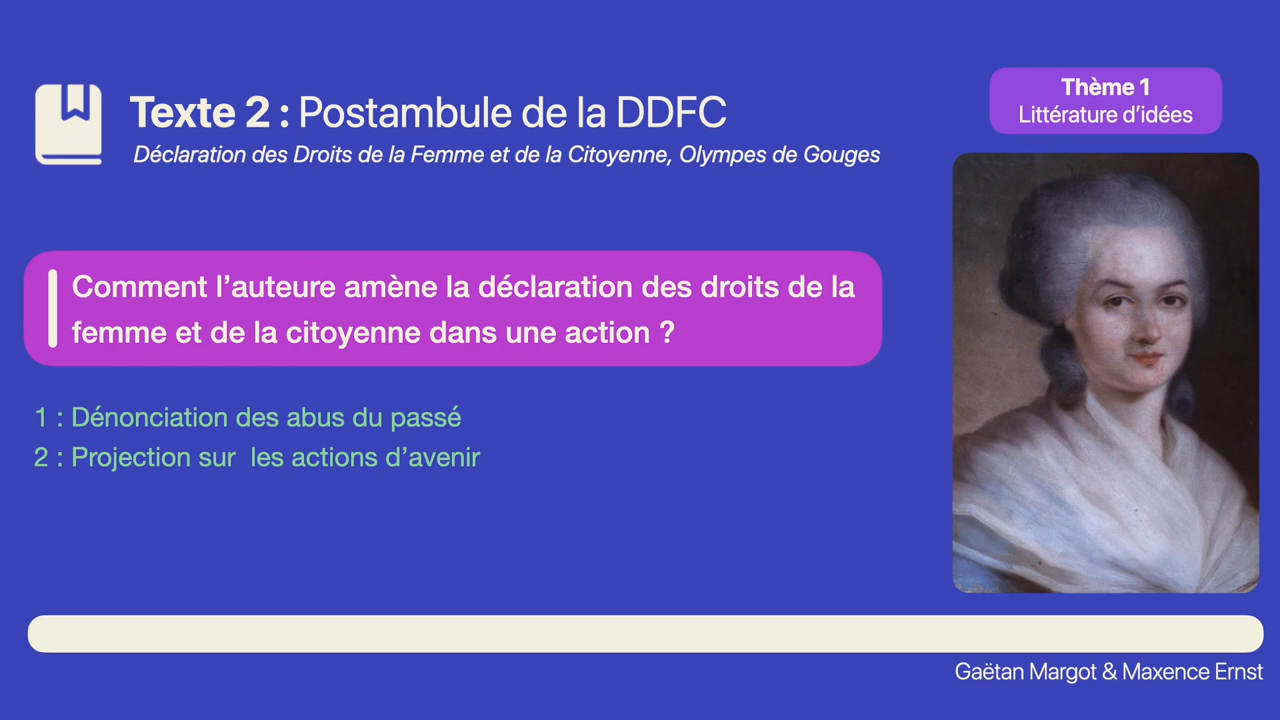 Texte 2 : Postambule de la DDFC
Déclaration des Droits de la Femme et de la Citoyenne, Olympes de Gouges
Thème 1
Littérature d'idées
Comment l'auteure amène la déclaration des droits de la
femme et de la citoyenne dans une action ?
1 : Dénonciation des abus du passé
2 : Projection sur  les actions d'avenir
Gaëtan Margot & Maxence Ernst